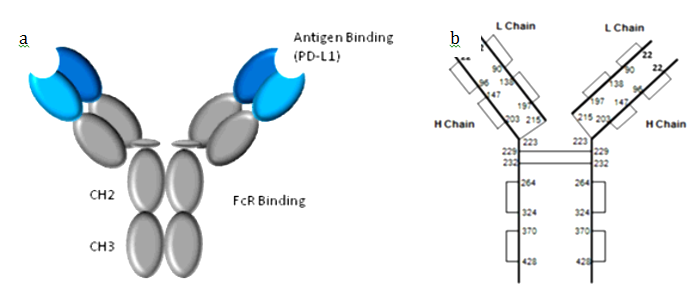 a
Antigen Binding
(PD-L1)
CH2
FcR Binding
CH3
b
L Chain
L Chain
22
90
138
96
147
197
203
215
H Chain
22
90
138
96
197
147
215
203
H Chain
223
223
229
229
232
232
264
264
324
324
370
370
428
428